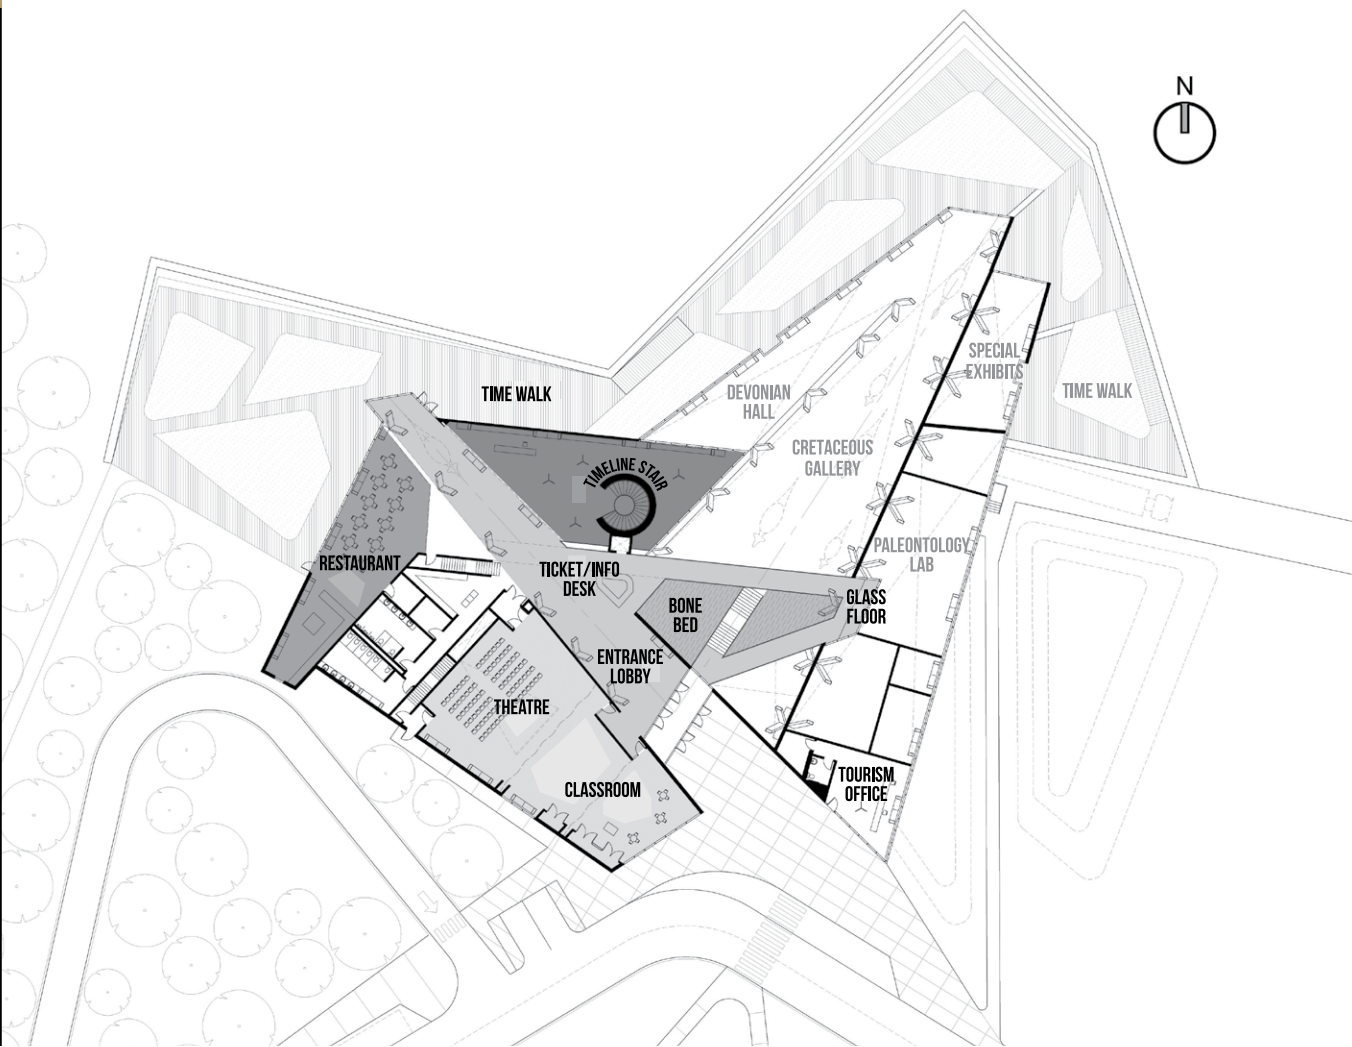 N
TIME WALK
DEVONIAN
HALL
SPECIAL
EXHIBITS
TIME WALK
CRETACEOUS
GALLERY
TIMELINE STAIR
RESTAURANT
TICKET/INFO
DESK
PALEONTOLOGY
LAB
BONE
BED
GLASS
FLOOR
ENTRANCE
LOBBY
THEATRE
CLASSROOM
TOURISM
OFFICE